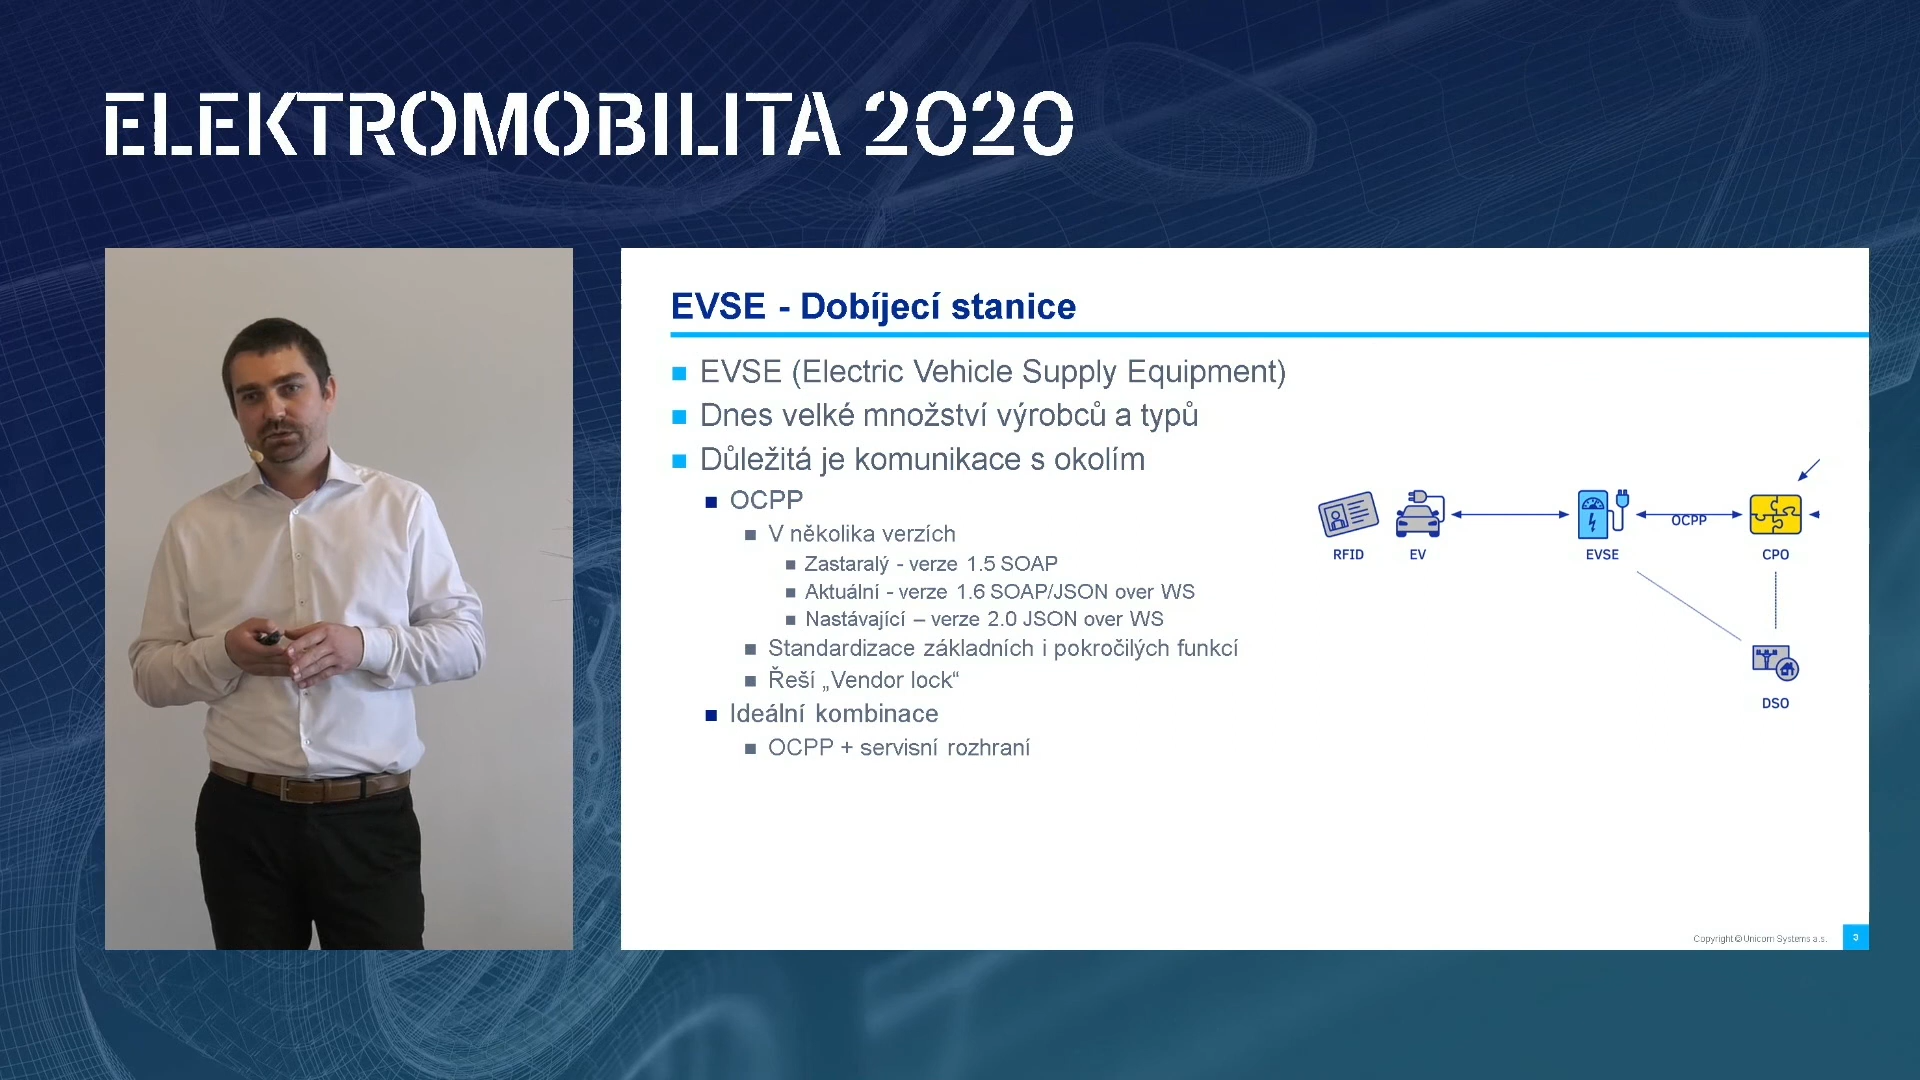 ELEKTROMOBILITA 2020
EVSE - Dobíjecí stanice
EVSE (Electric Vehicle Supply Equipment)
Dnes velké množství výrobců a typů
Důležitá je komunikace s okolím
OCPP
V několika verzích
Zastaralý - verze 1.5 SOAP
Aktuální - verze 1.6 SOAP/JSON over WS
Nastávající – verze 2.0 JSON over WS
Standardizace základních i pokročilých funkcí
Řeší „Vendor lock“
Ideální kombinace
OCPP + servisní rozhraní
OCPP
RFID EV EVSE CPO
DSO
Copyright © Unicorn Systems a.s. 3